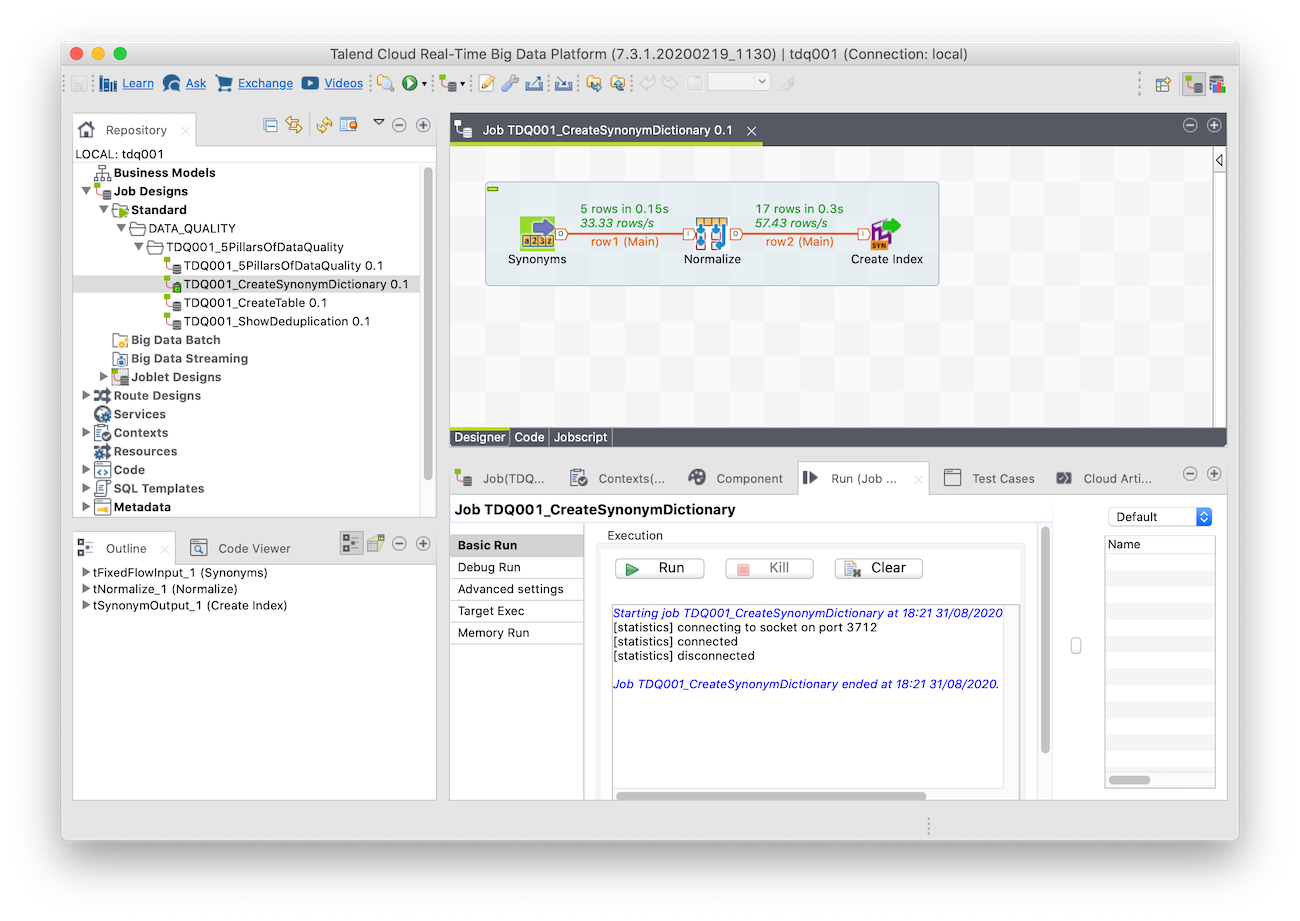 Talend Cloud Real-Time Big Data Platform (7.3.1.20200219_1130) | tdq001 (Connection: local)
Learn Ask Exchange Videos
Repository
LOCAL: tdq001
Business Models
Job Designs
Standard
DATA_QUALITY
TDQ001_5PillarsOfDataQuality
TDQ001_5PillarsOfDataQuality 0.1
TDQ001_CreateSynonymDictionary 0.1
TDQ001_CreateTable 0.1
TDQ001_ShowDeduplication 0.1
Big Data Batch
Big Data Streaming
Joblet Designs
Route Designs
Services
Contexts
Resources
Code
SQL Templates
Metadata
Outline Code Viewer
tFixedFlowInput_1 (Synonyms)
tNormalize_1 (Normalize)
tSynonymOutput_1 (Create Index)
Job TDQ001_CreateSynonymDictionary 0.1
5 rows in 0.15s
33.33 rows/s
row1 (Main)
17 rows in 0.3s
57.43 rows/s
row2 (Main)
a23z
SYN
Synonyms Normalize Create Index
Designer Code Jobscript
Job(TDQ... Contexts(... Component Run (Job ... Test Cases Cloud Arti...
Job TDQ001_CreateSynonymDictionary
Basic Run
Debug Run
Advanced settings
Target Exec
Memory Run
Execution
Run Kill Clear
Starting job TDQ001_CreateSynonymDictionary at 18:21 31/08/2020
[statistics] connecting to socket on port 3712
[statistics] connected
[statistics] disconnected
Job TDQ001_CreateSynonymDictionary ended at 18:21 31/08/2020.
Default
Name